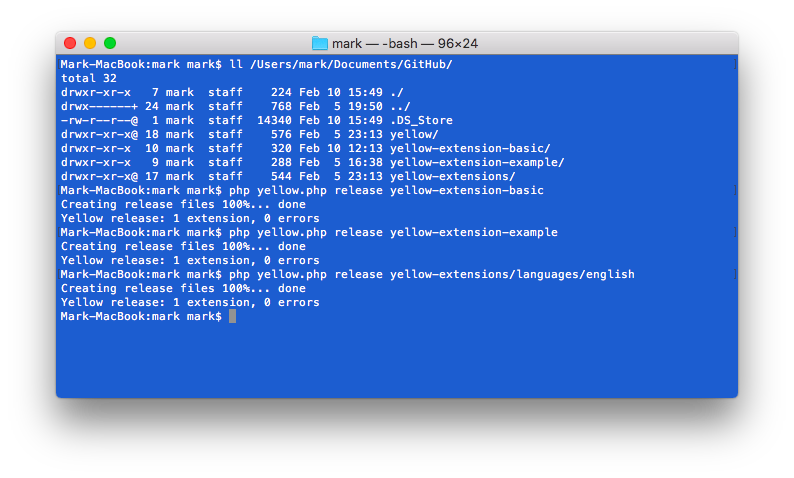 mark — -bash — 96×24
Mark-MacBook:mark mark$ ll /Users/mark/Documents/GitHub/
total 32
drwxr-xr-x   7 mark  staff    224 Feb 10 15:49 ./
drwx------+ 24 mark  staff    768 Feb  5 19:50 ../
-rw-r--r--@  1 mark  staff  14340 Feb 10 15:49 .DS_Store
drwxr-xr-x@ 18 mark  staff    576 Feb  5 23:13 yellow/
drwxr-xr-x  10 mark  staff    320 Feb 10 12:13 yellow-extension-basic/
drwxr-xr-x   9 mark  staff    288 Feb  5 16:38 yellow-extension-example/
drwxr-xr-x@ 17 mark  staff    544 Feb  5 23:13 yellow-extensions/
Mark-MacBook:mark mark$ php yellow.php release yellow-extension-basic
Creating release files 100%... done
Yellow release: 1 extension, 0 errors
Mark-MacBook:mark mark$ php yellow.php release yellow-extension-example
Creating release files 100%... done
Yellow release: 1 extension, 0 errors
Mark-MacBook:mark mark$ php yellow.php release yellow-extensions/languages/english
Creating release files 100%... done
Yellow release: 1 extension, 0 errors
Mark-MacBook:mark mark$